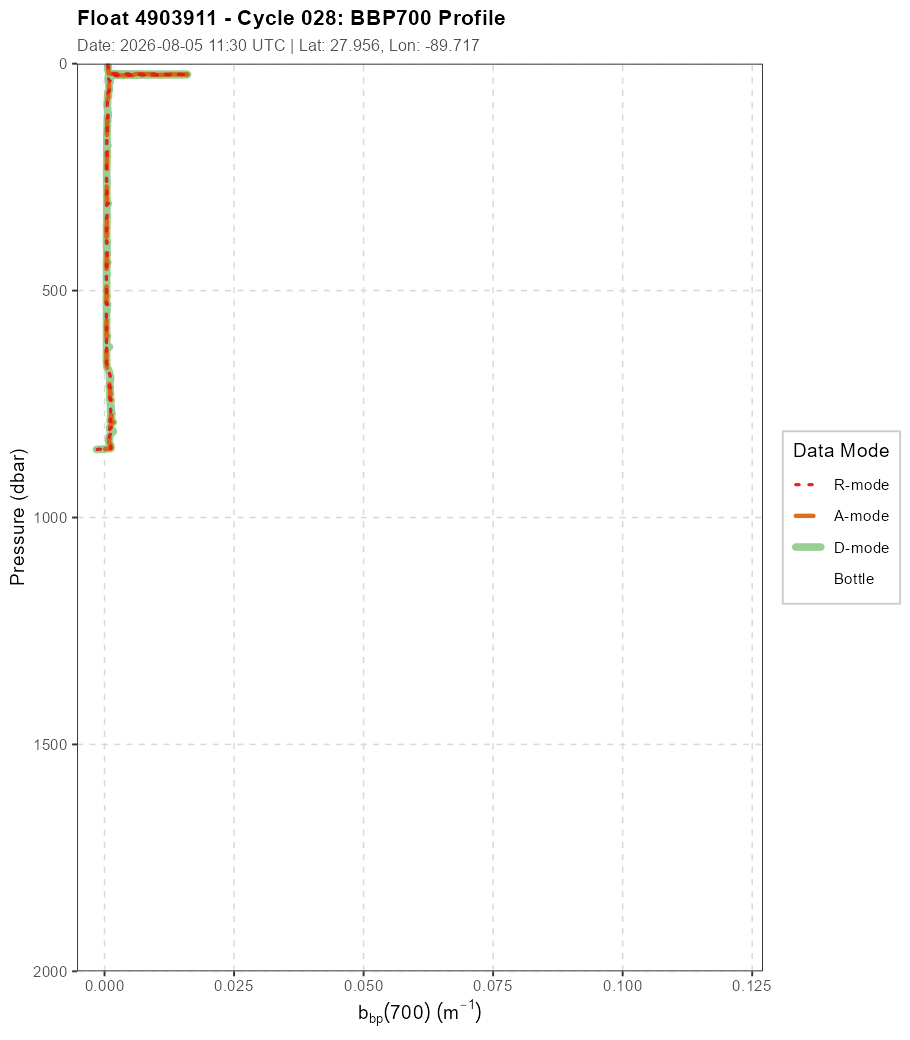 Float 4903911 - Cycle 028: BBP700 Profile
Date: 2026-08-05 11:30 UTC | Lat: 27.956, Lon: -89.717
0
500
1000
1500
2000
Pressure (dbar)
0.000 0.025 0.050 0.075 0.100 0.125
b_bp(700) (m⁻¹)
Data Mode
R-mode
A-mode
D-mode
Bottle